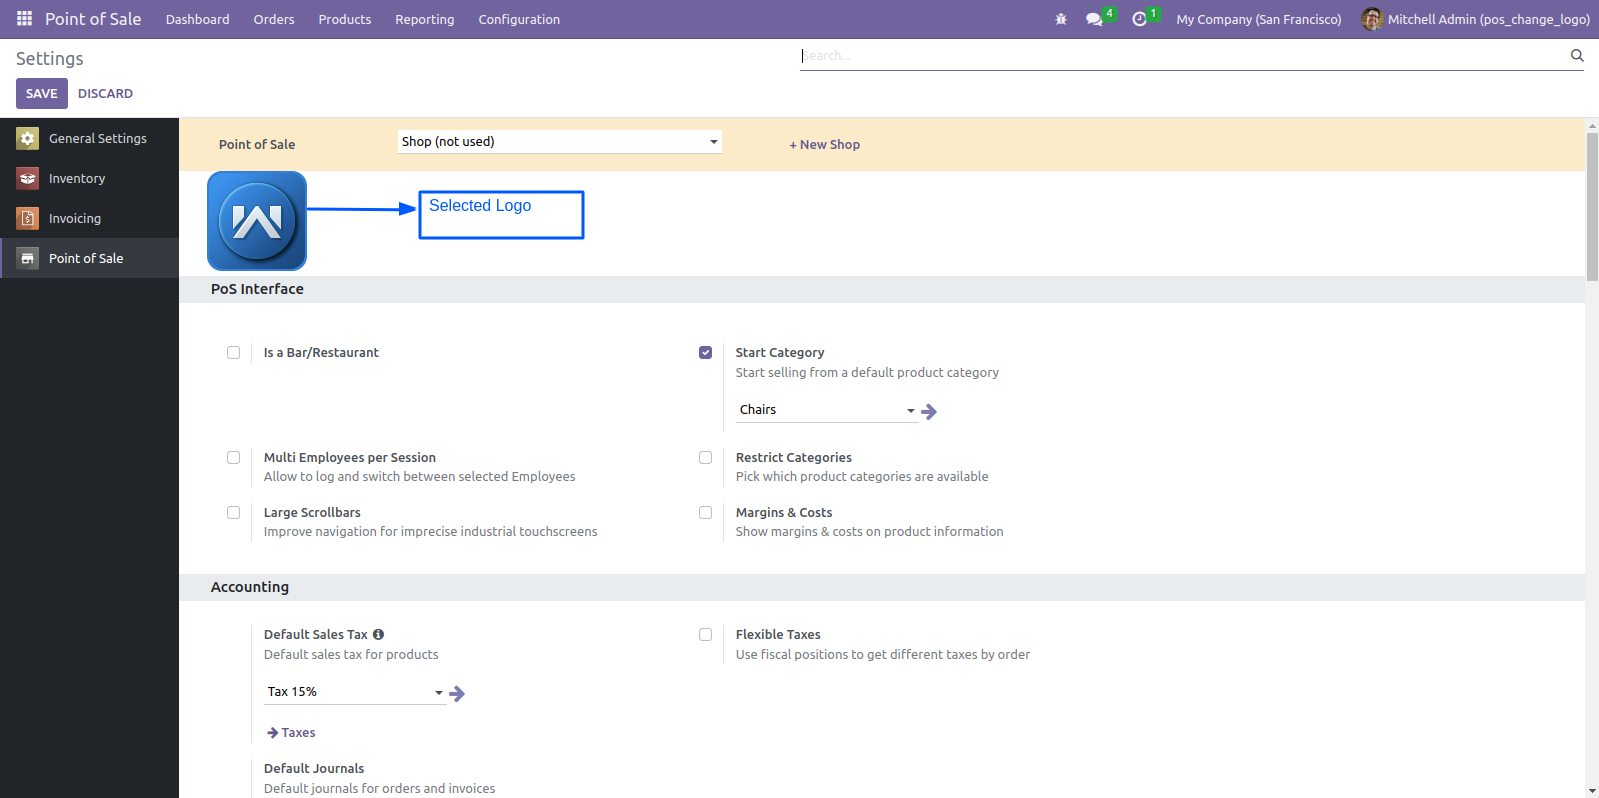 Point of Sale Dashboard Orders Products Reporting Configuration 4 1 My Company (San Francisco) Mitchell Admin (pos_change_logo)
Settings
Search...
SAVE DISCARD
General Settings
Inventory
Invoicing
Point of Sale
Point of Sale Shop (not used) + New Shop
Selected Logo
PoS Interface
Is a Bar/Restaurant
Start Category
Start selling from a default product category
Chairs
Multi Employees per Session
Allow to log and switch between selected Employees
Restrict Categories
Pick which product categories are available
Large Scrollbars
Improve navigation for imprecise industrial touchscreens
Margins & Costs
Show margins & costs on product information
Accounting
Default Sales Tax
Default sales tax for products
Tax 15%
Taxes
Flexible Taxes
Use fiscal positions to get different taxes by order
Default Journals
Default journals for orders and invoices